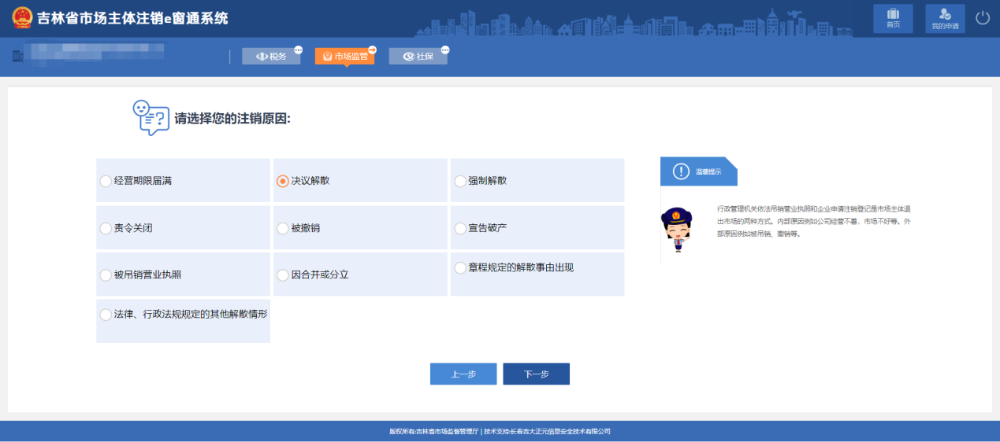 吉林省市场主体注销e窗通系统
首页
我的申请
税务
市场监管
社保
请选择您的注销原因:
经营期限届满
决议解散
强制解散
责令关闭
被撤销
宣告破产
被吊销营业执照
因合并或分立
章程规定的解散事由出现
法律、行政法规规定的其他解散情形
温馨提示
行政管理机关依法吊销营业执照和企业申请注销登记是市场主体退
出市场的两种方式。内部原因例如公司经营不善，市场不好等。外
部原因例如被吊销、撤销等。
上一步
下一步
版权所有:吉林省市场监督管理厅 | 技术支持:长春吉大正元信息安全技术有限公司